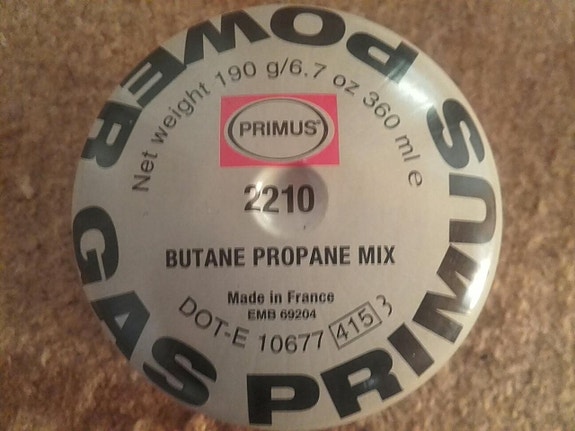 POWER GAS PRIMUS
Net weight 190 g/6.7 oz 360 ml e
PRIMUS®
2210
BUTANE PROPANE MIX
Made in France
EMB 69204
DOT-E 10677 415 3